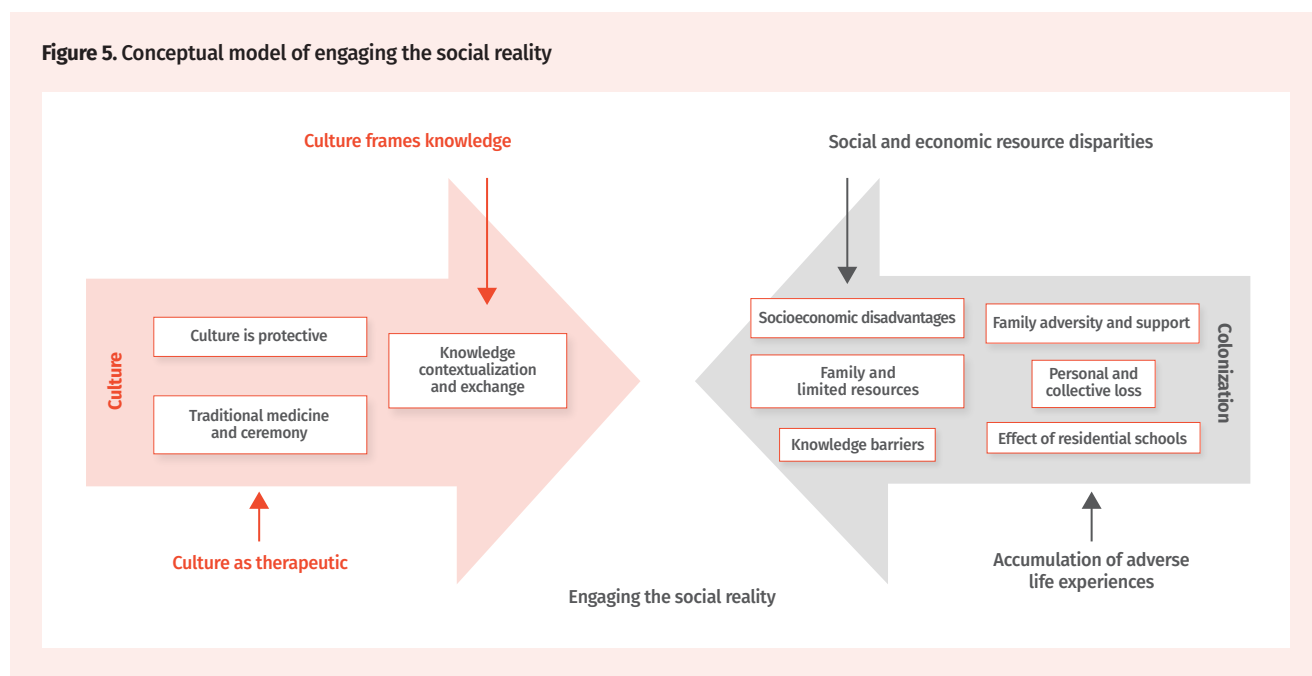 Figure 5. Conceptual model of engaging the social reality
Culture frames knowledge
Culture
Culture is protective
Traditional medicine
and ceremony
Knowledge
contextualization
and exchange
Culture as therapeutic
Social and economic resource disparities
Socioeconomic disadvantages
Family and
limited resources
Knowledge barriers
Family adversity and support
Personal and
collective loss
Effect of residential schools
Colonization
Accumulation of adverse
life experiences
Engaging the social reality